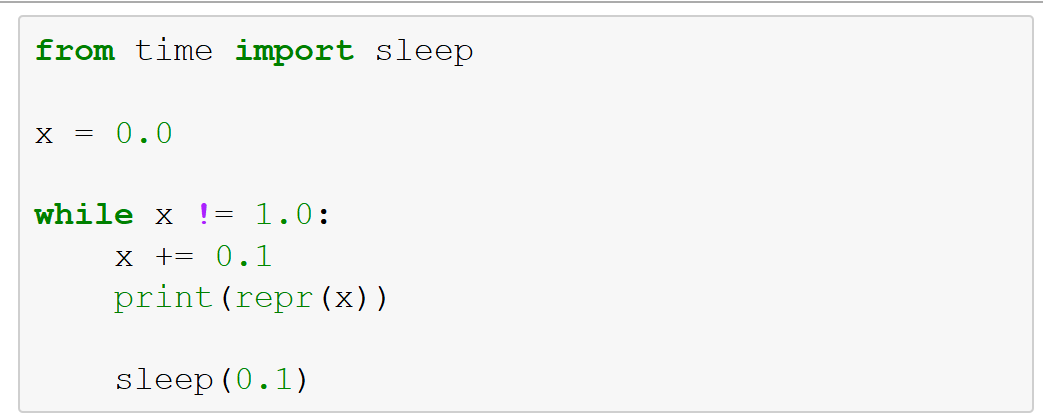 from time import sleep
x = 0.0
while x != 1.0:
    x += 0.1
    print(repr(x))
    sleep(0.1)